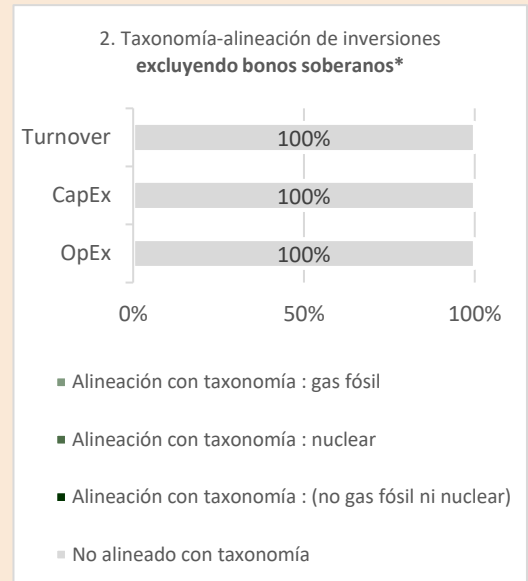 2. Taxonomía-alineación de inversiones
excluyendo bonos soberanos*
Turnover 100%
CapEx 100%
OpEx 100%
0% 50% 100%
Alineación con taxonomía : gas fósil
Alineación con taxonomía : nuclear
Alineación con taxonomía : (no gas fósil ni nuclear)
No alineado con taxonomía